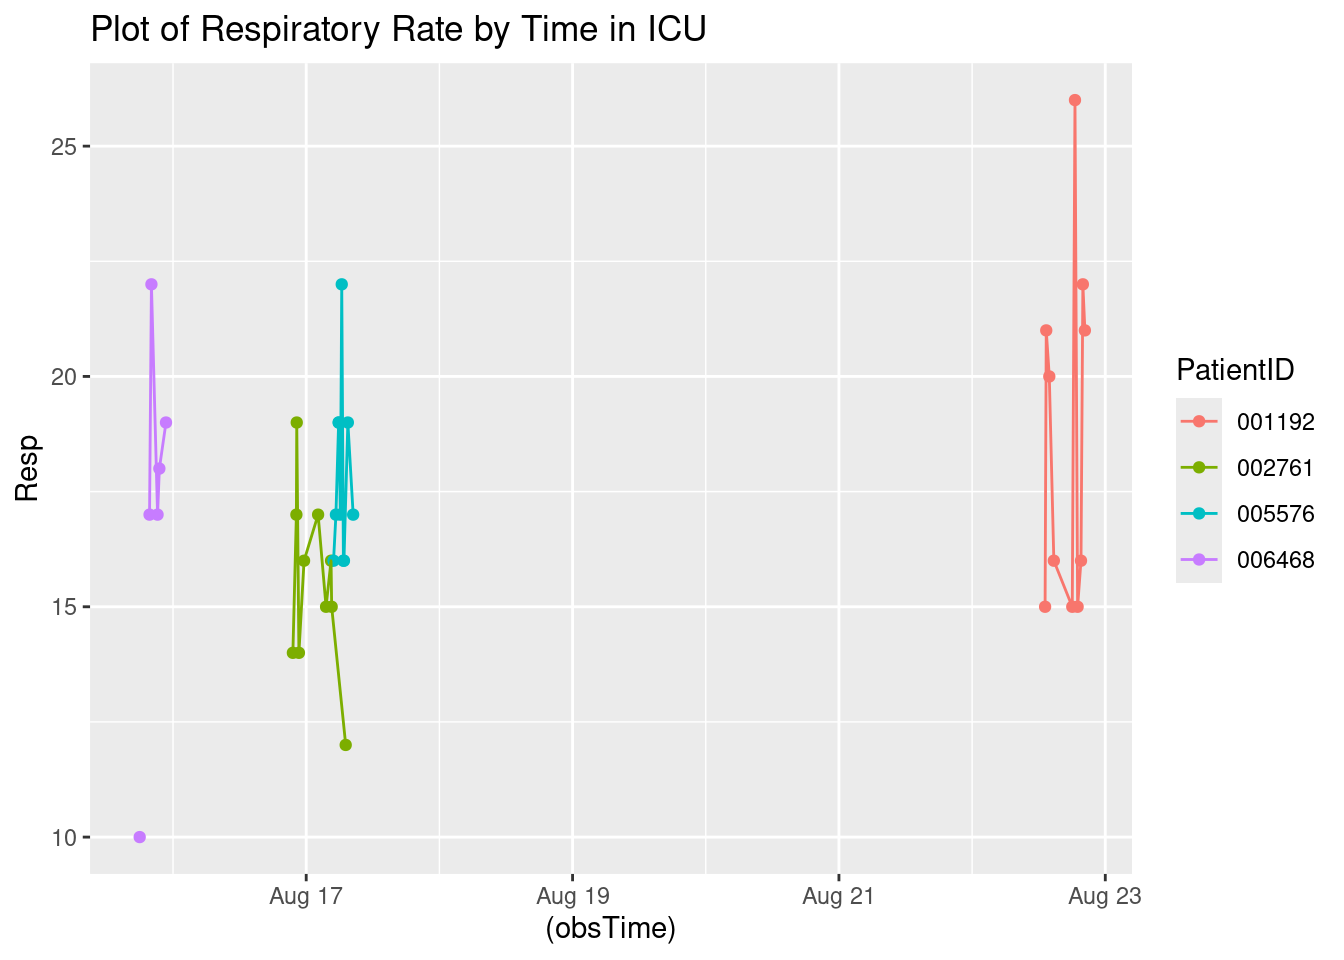 Plot of Respiratory Rate by Time in ICU
25
20
15
10
Resp
Aug 17
Aug 19
Aug 21
Aug 23
(obsTime)
PatientID
001192
002761
005576
006468